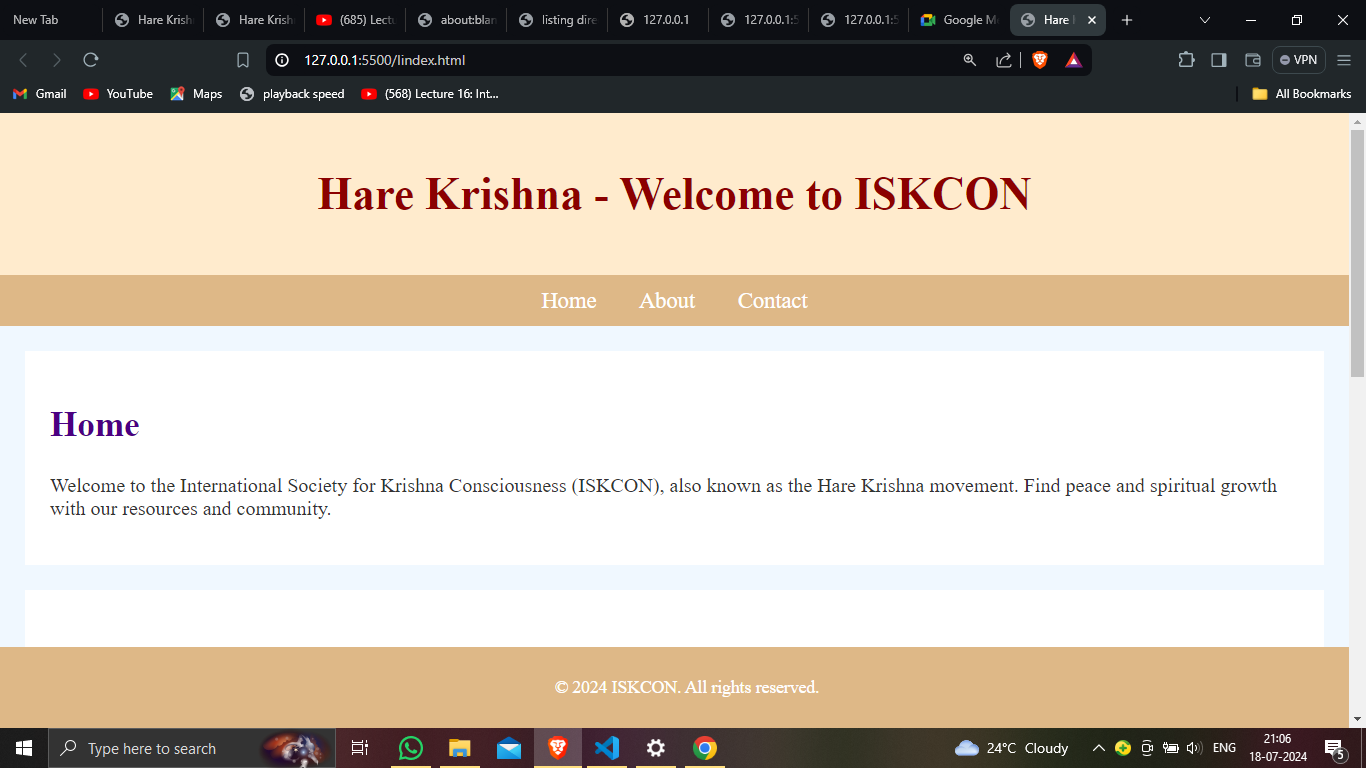 New Tab
Hare Krish
Hare Krish
(685) Lectu
about:blan
listing dire
127.0.0.1
127.0.0.1:5
127.0.0.1:5
Google M
Hare
127.0.0.1:5500/lindex.html
VPN
Gmail
YouTube
Maps
playback speed
(568) Lecture 16: Int...
All Bookmarks
Hare Krishna - Welcome to ISKCON
Home About Contact
Home
Welcome to the International Society for Krishna Consciousness (ISKCON), also known as the Hare Krishna movement. Find peace and spiritual growth
with our resources and community.
© 2024 ISKCON. All rights reserved.
Type here to search
24°C Cloudy
ENG
21:06
18-07-2024
5